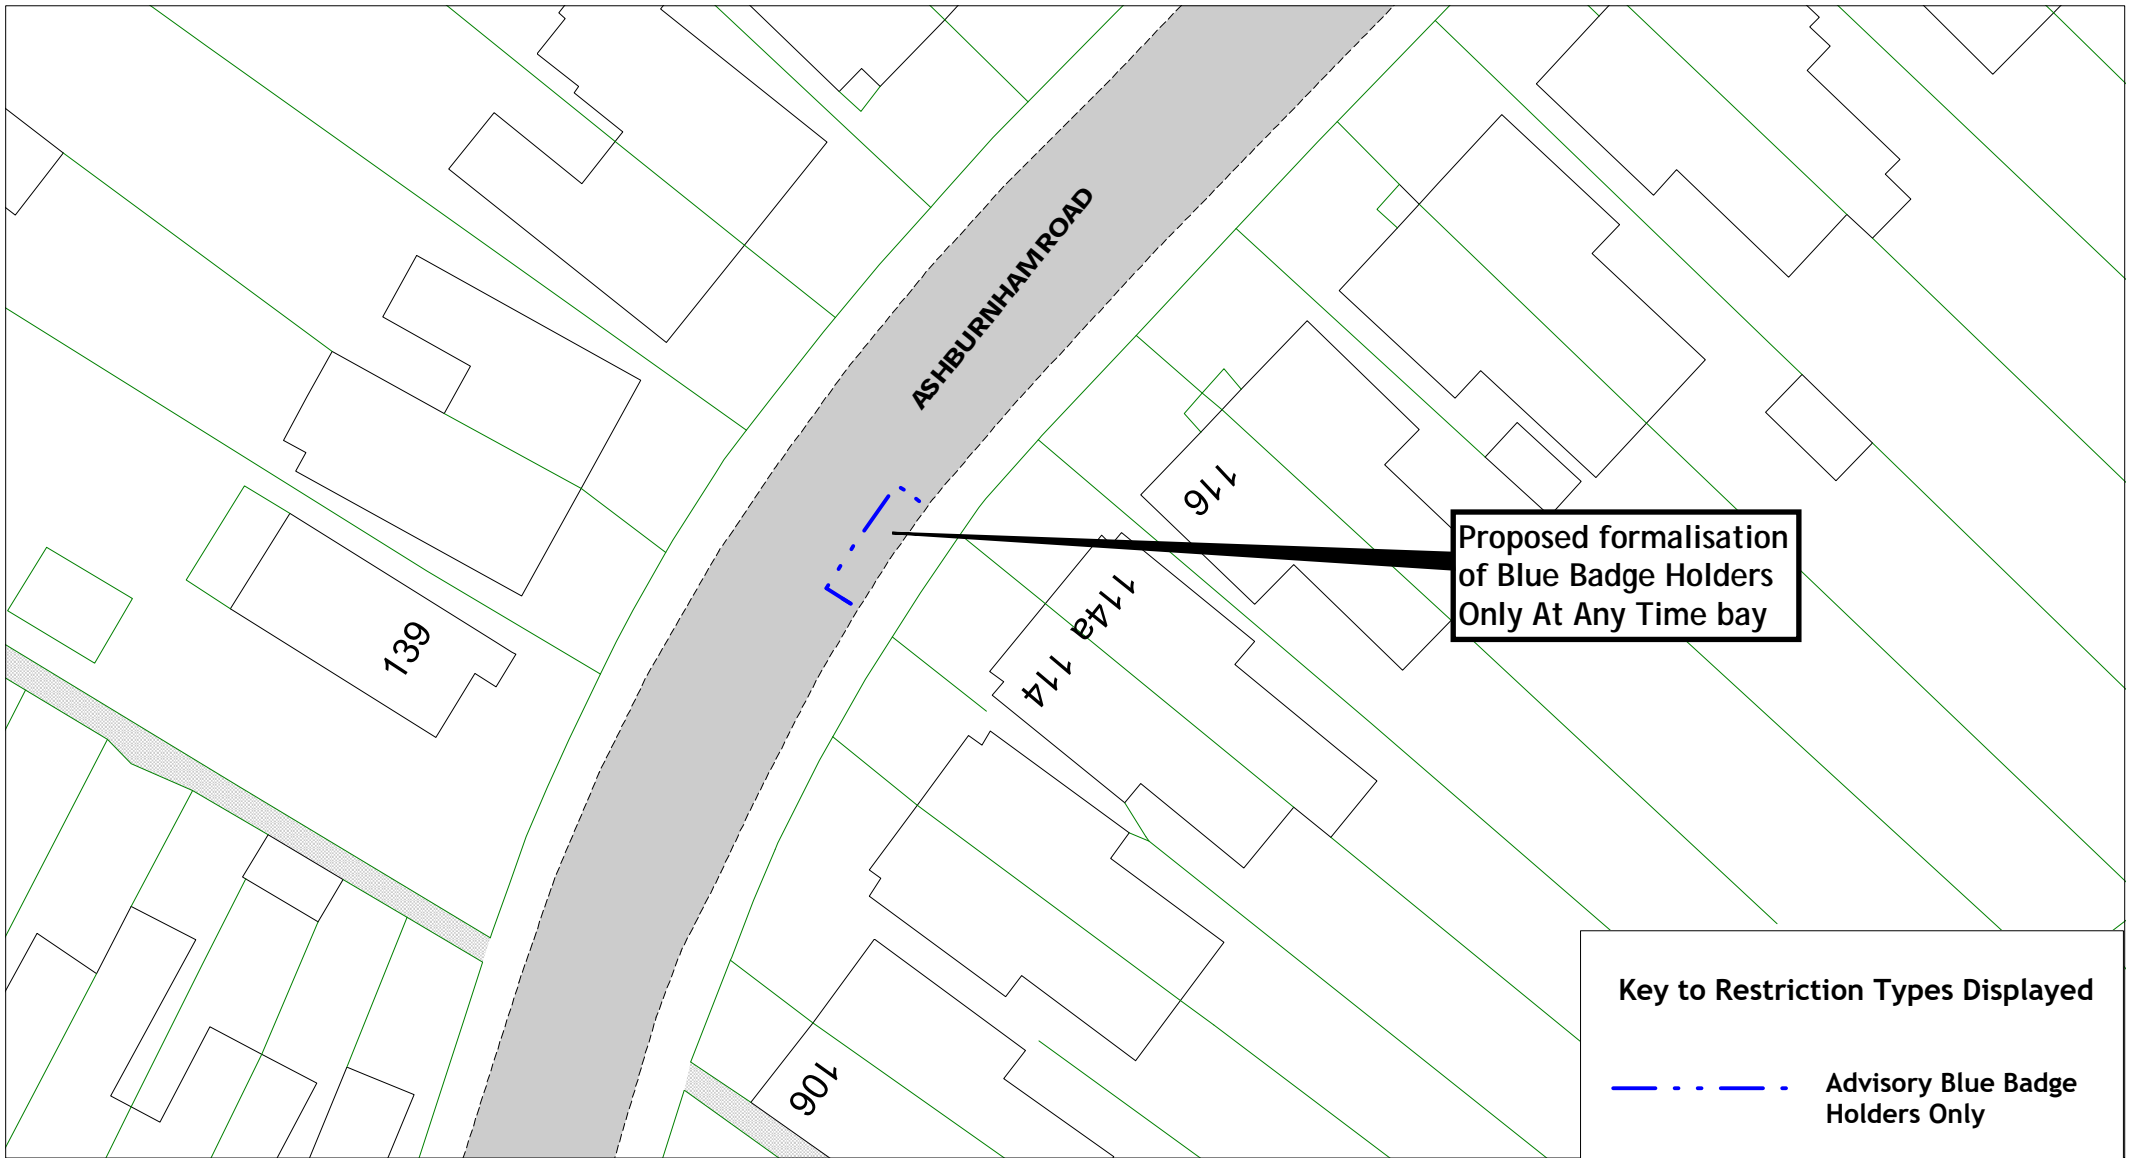 ASHBURNHAM ROAD
116
Proposed formalisation
of Blue Badge Holders
Only At Any Time bay
114a
114
139
106
Key to Restriction Types Displayed
Advisory Blue Badge
Holders Only